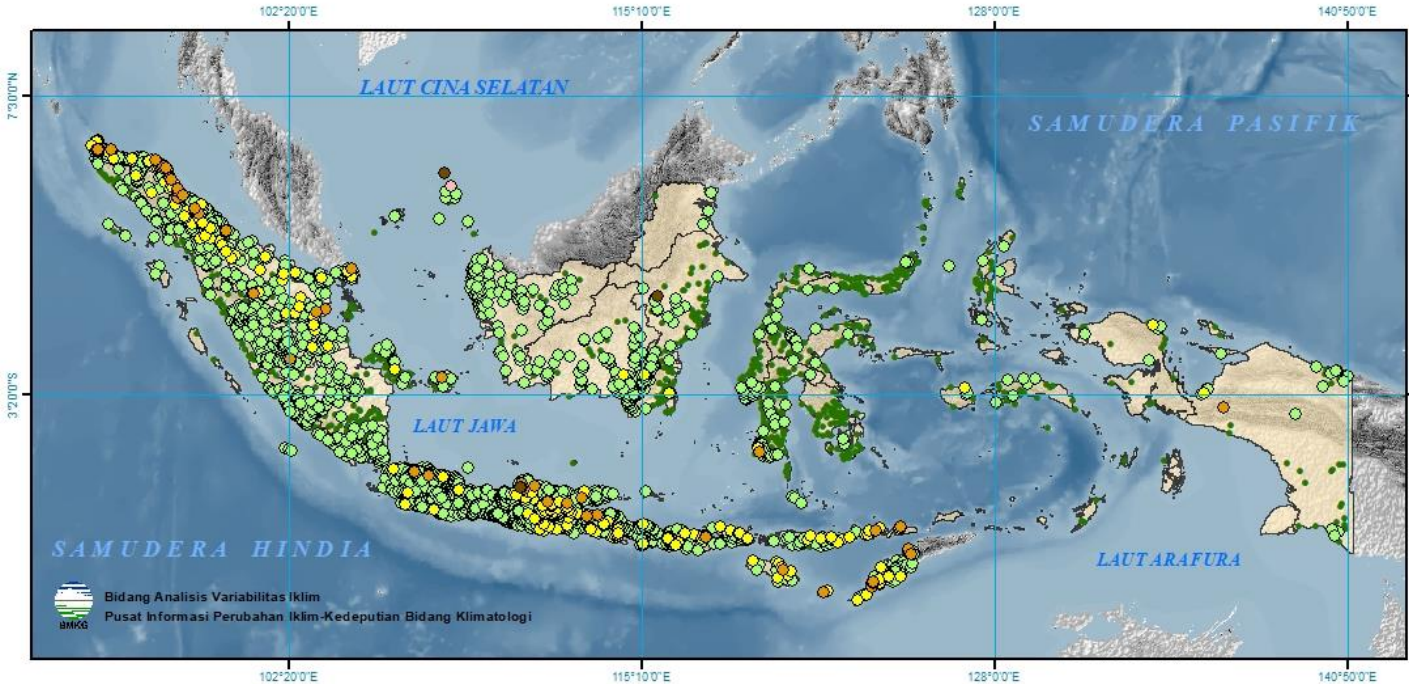 102°20'0"E 115°10'0"E 128°0'0"E 140°50'0"E
7°30'0"N
LAUT CINA SELATAN
SAMUDERA PASIFIK
3°20'0"S
LAUT JAWA
SAMUDERA HINDIA
LAUT ARAFURA
BMKG
Bidang Analisis Variabilitas Iklim
Pusat Informasi Perubahan Iklim-Kedeputian Bidang Klimatologi
102°20'0"E 115°10'0"E 128°0'0"E 140°50'0"E